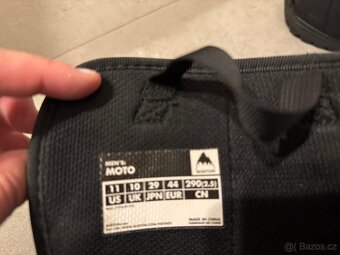 MEN'S:
MOTO
BURTON
11 10 29 44 290(2.5)
US UK JPN EUR CN
MADE IN CHINA
Bazos.cz